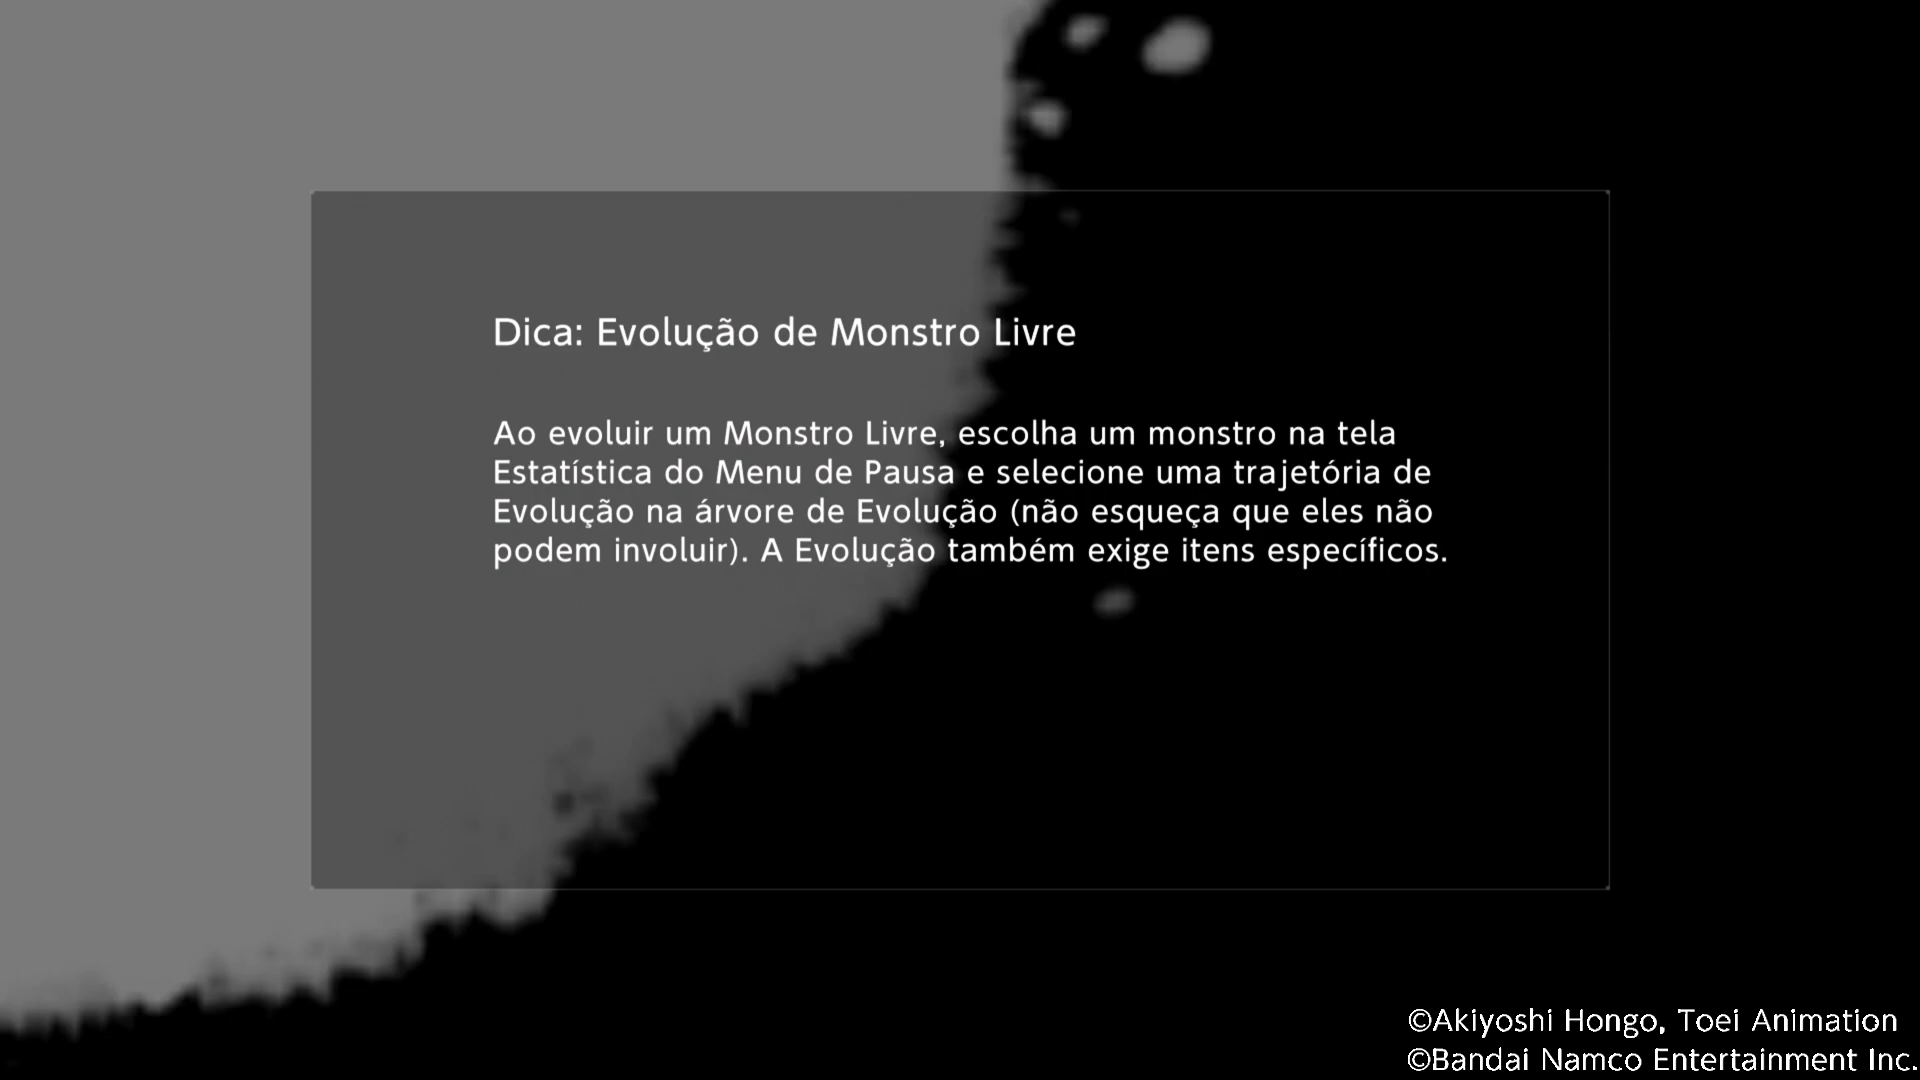 Dica: Evolução de Monstro Livre
Ao evoluir um Monstro Livre, escolha um monstro na tela
Estatística do Menu de Pausa e selecione uma trajetória de
Evolução na árvore de Evolução (não esqueça que eles não
podem involuir). A Evolução também exige itens específicos.
©Akiyoshi Hongo, Toei Animation
©Bandai Namco Entertainment Inc.